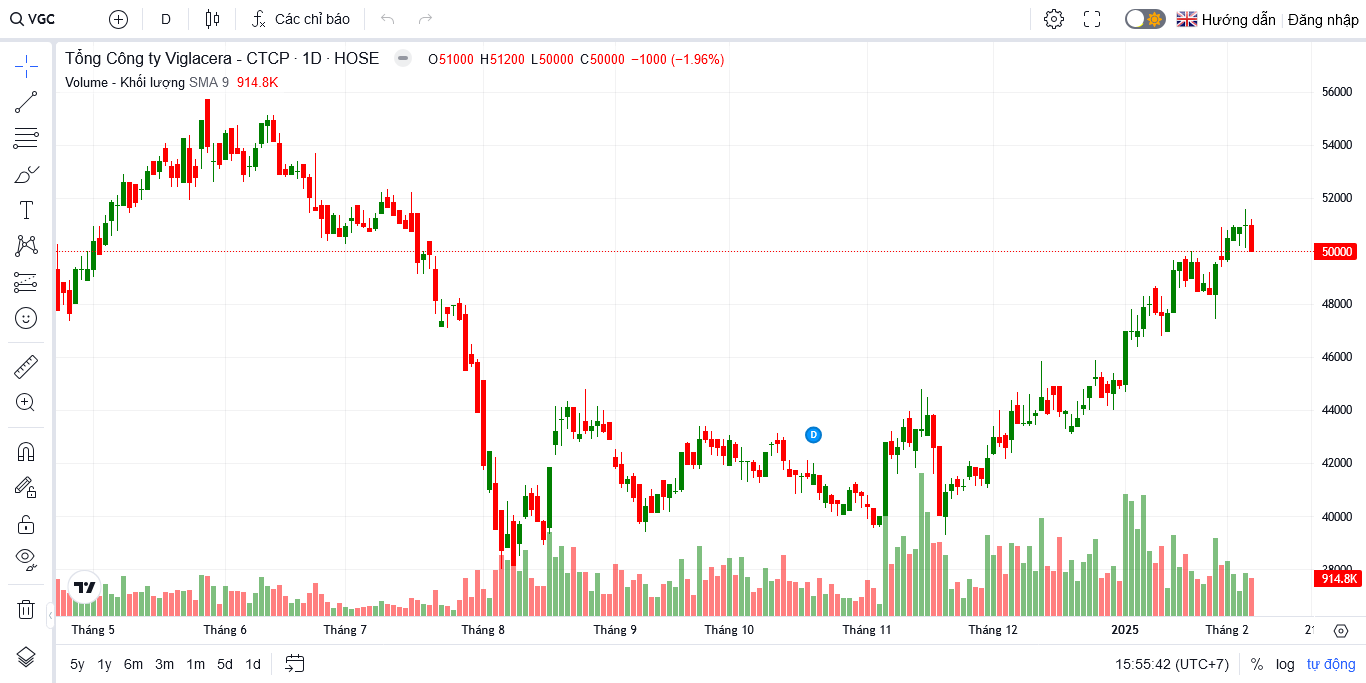 VGC D Các chỉ báo Hướng dẫn Đăng nhập
Tổng Công ty Viglacera - CTCP · 1D · HOSE O51000 H51200 L50000 C50000 −1000 (−1.96%)
Volume - Khối lượng SMA 9 914.8K
56000
54000
52000
50000
48000
46000
44000
D
42000
40000
38000
914.8K
Tháng 5 Tháng 6 Tháng 7 Tháng 8 Tháng 9 Tháng 10 Tháng 11 Tháng 12 2025 Tháng 2
5y 1y 6m 3m 1m 5d 1d 15:55:42 (UTC+7) % log tự động